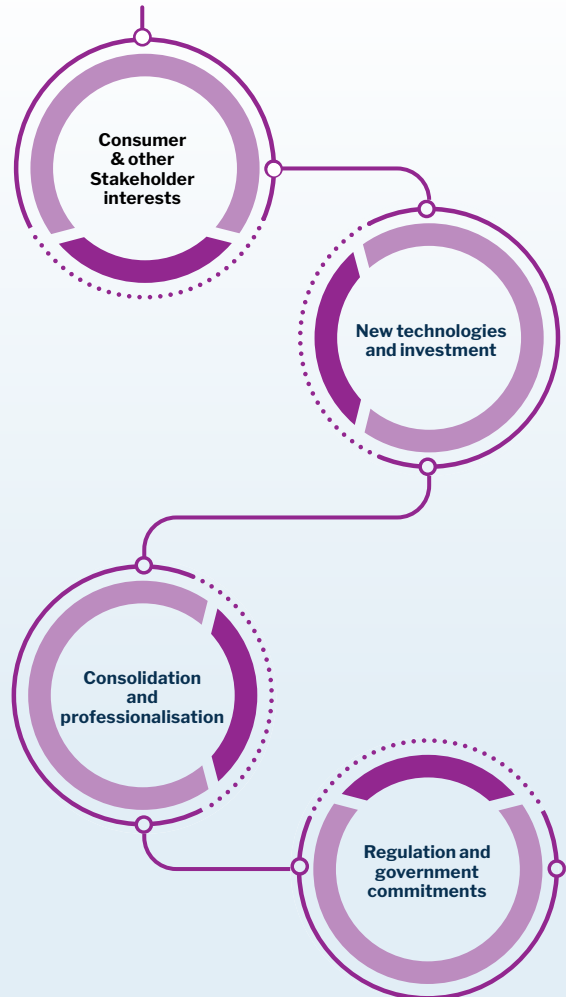 Consumer
& other
Stakeholder
interests
New technologies
and investment
Consolidation
and
professionalisation
Regulation and
government
commitments